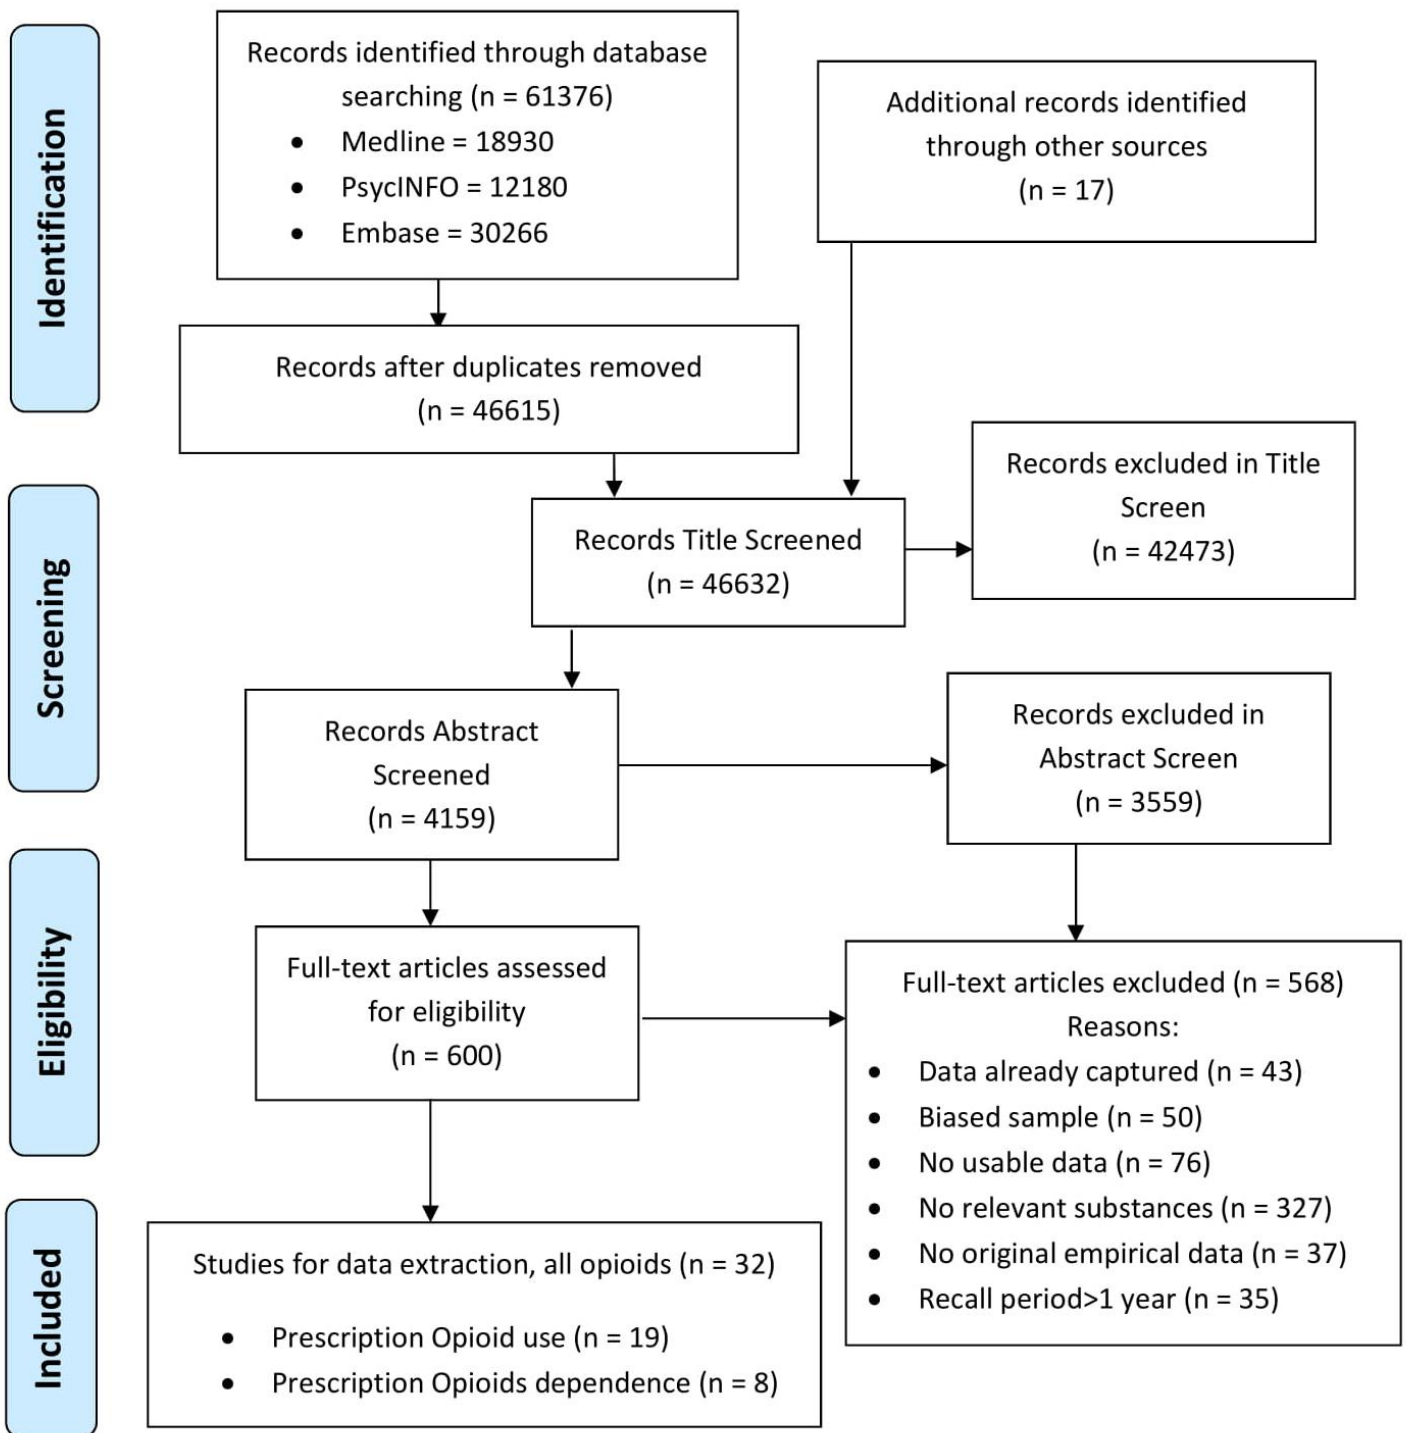 Identification
Records identified through database
searching (n = 61376)
• Medline = 18930
• PsycINFO = 12180
• Embase = 30266
Additional records identified
through other sources
(n = 17)
Records after duplicates removed
(n = 46615)
Screening
Records Title Screened
(n = 46632)
Records excluded in Title
Screen
(n = 42473)
Records Abstract
Screened
(n = 4159)
Records excluded in
Abstract Screen
(n = 3559)
Eligibility
Full-text articles assessed
for eligibility
(n = 600)
Full-text articles excluded (n = 568)
Reasons:
• Data already captured (n = 43)
• Biased sample (n = 50)
• No usable data (n = 76)
• No relevant substances (n = 327)
• No original empirical data (n = 37)
• Recall period>1 year (n = 35)
Included
Studies for data extraction, all opioids (n = 32)
• Prescription Opioid use (n = 19)
• Prescription Opioids dependence (n = 8)